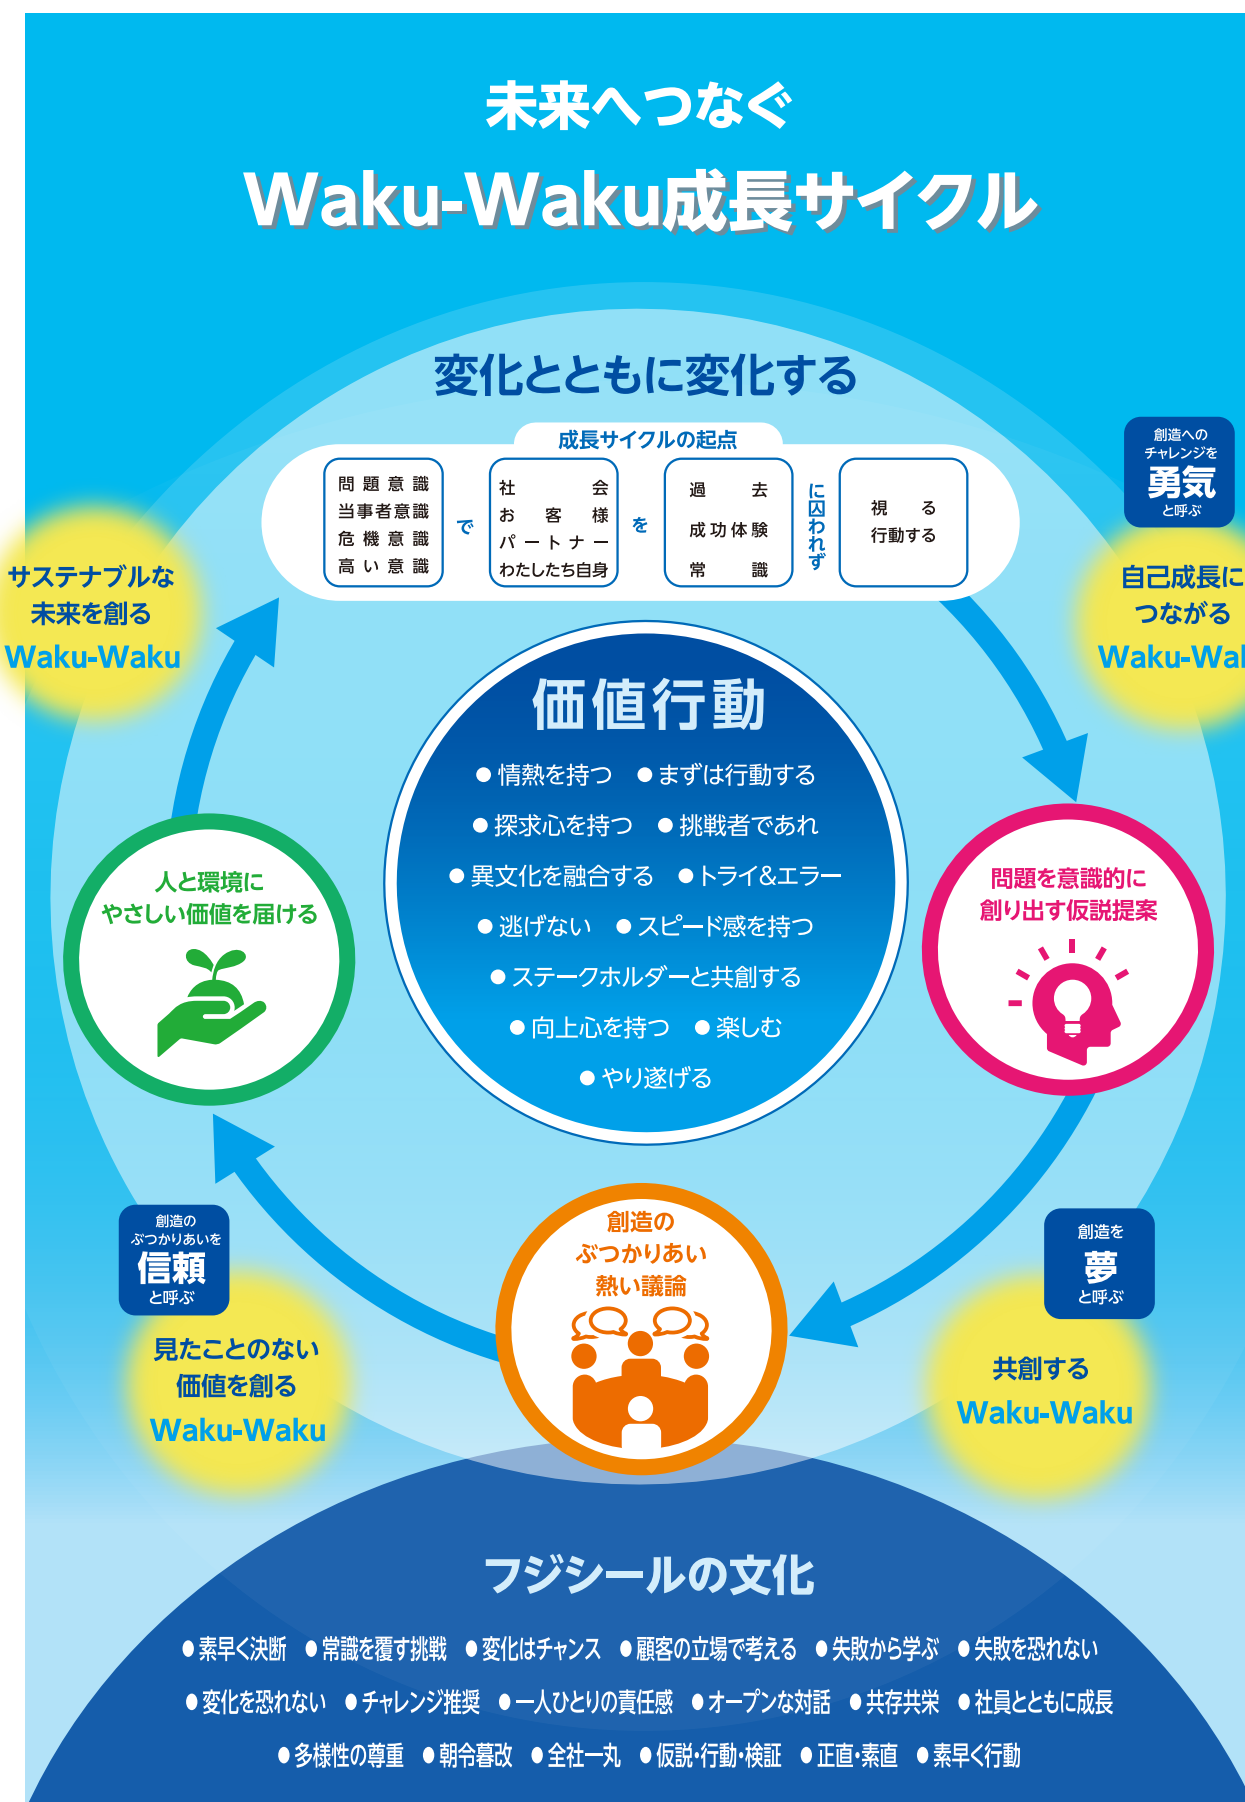 未来へつなぐ
Waku-Waku成長サイクル
変化とともに変化する
成長サイクルの起点
問題意識
当事者意識
危機意識
高い意識
で
社会
お客様
パートナー
わたしたち自身
を
過去
成功体験
常識
に囚われず
視る
行動する
創造への
チャレンジを
勇気
と呼ぶ
自己成長に
つながる
Waku-Wak
サステナブルな
未来を創る
Waku-Waku
価値行動
●情熱を持つ ●まずは行動する
●探求心を持つ ●挑戦者であれ
●異文化を融合する ●トライ&エラー
●逃げない ●スピード感を持つ
●ステークホルダーと共創する
●向上心を持つ ●楽しむ
●やり遂げる
人と環境に
やさしい価値を届ける
問題を意識的に
創り出す仮説提案
創造の
ぶつかりあい
熱い議論
創造の
ぶつかりあいを
信頼
と呼ぶ
見たことのない
価値を創る
Waku-Waku
創造を
夢
と呼ぶ
共創する
Waku-Waku
フジシールの文化
●素早く決断 ●常識を覆す挑戦 ●変化はチャンス ●顧客の立場で考える ●失敗から学ぶ ●失敗を恐れない
●変化を恐れない ●チャレンジ推奨 ●一人ひとりの責任感 ●オープンな対話 ●共存共栄 ●社員とともに成長
●多様性の尊重 ●朝令暮改 ●全社一丸 ●仮説・行動・検証 ●正直・素直 ●素早く行動